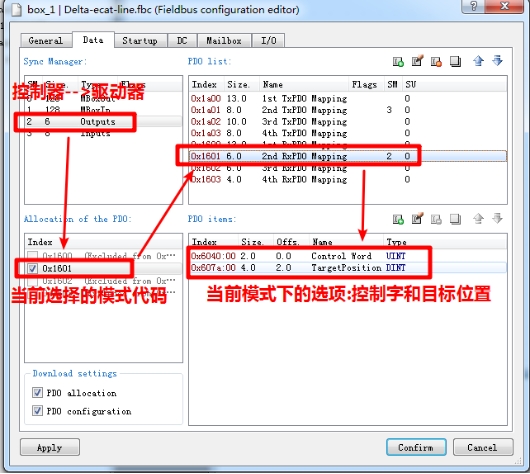 box_1 | Delta-ecat-line.fbc (Fieldbus configuration editor)
General Data Startup DC Mailbox I/O
Sync Manager:
SM Size. Type Flags
控制器-->驱动器
1 128 MBoxIn
2 6 Outputs
3 8 Inputs
PDO list:
Index Size. Name Flags SM SU
0x1a00 13.0 1st TxPDO Mapping 0
0x1a01 8.0 2nd TxPDO Mapping 3 0
0x1a02 10.0 3rd TxPDO Mapping 0
0x1a03 8.0 4th TxPDO Mapping 0
0x1600 13.0 1st RxPDO Mapping 0
0x1601 6.0 2nd RxPDO Mapping 2 0
0x1602 6.0 3rd RxPDO Mapping 0
0x1603 4.0 4th RxPDO Mapping 0
Allocation of the PDO:
Index
0x1600 (Excluded from 0x…
0x1601
0x1602 (Excluded from 0x…
当前选择的模式代码
PDO items:
Index Size. Offs. Name Type
0x6040:00 2.0 0.0 Control Word UINT
0x607a:00 4.0 2.0 TargetPosition DINT
当前模式下的选项:控制字和目标位置
Download settings
PDO allocation
PDO configuration
Apply Confirm Cancel